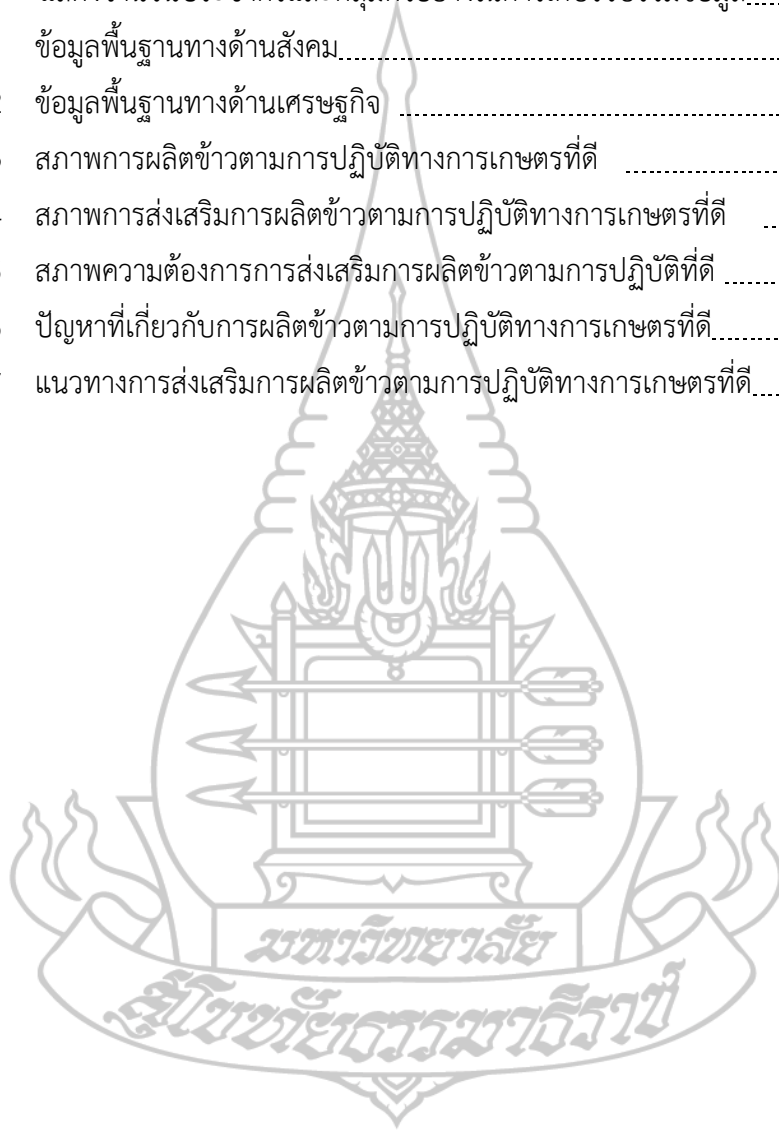 ข้อมูลพื้นฐานทางด้านสังคม
ข้อมูลพื้นฐานทางด้านเศรษฐกิจ
สภาพการผลิตข้าวตามการปฏิบัติทางการเกษตรที่ดี
สภาพการส่งเสริมการผลิตข้าวตามการปฏิบัติทางการเกษตรที่ดี
สภาพความต้องการการส่งเสริมการผลิตข้าวตามการปฏิบัติที่ดี
ปัญหาที่เกี่ยวกับการผลิตข้าวตามการปฏิบัติทางการเกษตรที่ดี
แนวทางการส่งเสริมการผลิตข้าวตามการปฏิบัติทางการเกษตรที่ดี
มหาวิทยาลัย
สุโขทัยธรรมาธิราช